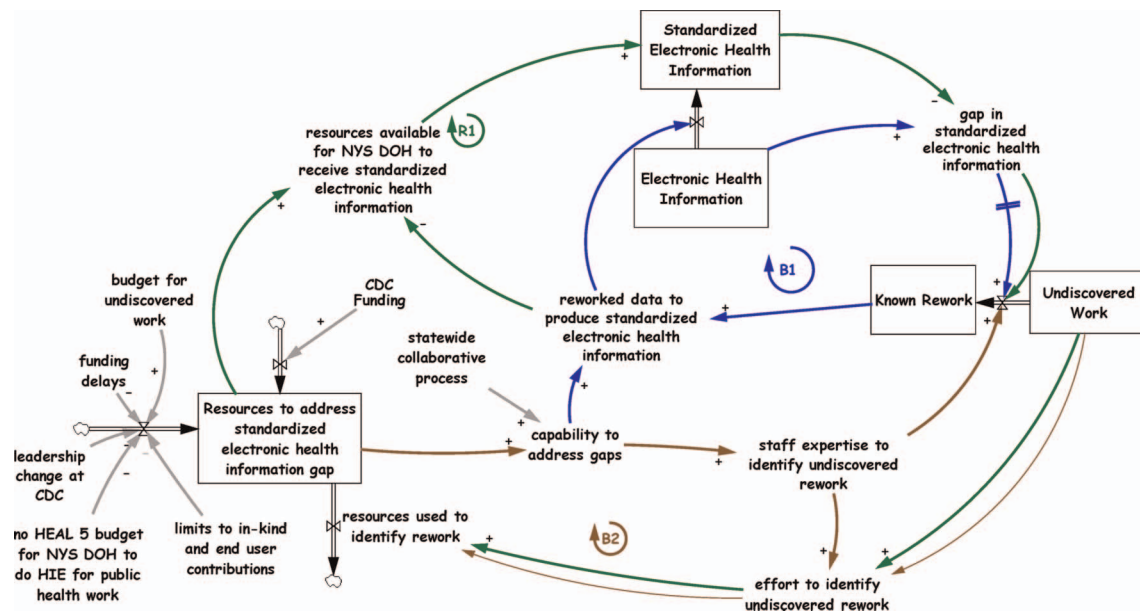 Standardized
Electronic Health
Information
+
R1
resources available
for NYS DOH to
receive standardized
electronic health
information
+
-
-
gap in
standardized
electronic health
information
+
Electronic Health
Information
B1
budget for
undiscovered
work
CDC
Funding
+
reworked data to
produce standardized
electronic health
information
+
Known Rework
+
+
Undiscovered
Work
statewide
collaborative
process
funding
delays
+
-
Resources to address
standardized
electronic health
information gap
+
+
+
capability to
address gaps
+
staff expertise to
identify undiscovered
rework
leadership
change at
CDC
-
-
-
no HEAL 5 budget
for NYS DOH to
do HIE for public
health work
limits to in-kind
and end user
contributions
resources used to
identify rework
+
B2
+
+
effort to identify
undiscovered rework